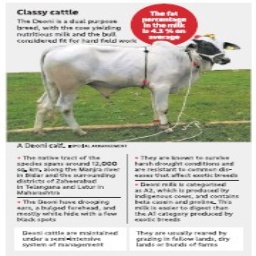 Classy cattle
The Deoni is a dual purpose
breed, with the cow yielding
nutritious milk and the bull
considered fit for hard field work
The fat
percentage
in the milk
is 4.3 % on
average
A Deoni calf. SPECIAL ARRANGEMENT
• The native tract of the
species spans around 12,000
sq. km, along the Manjra river
in Bidar and the surrounding
districts of Zaheerabad
in Telangana and Latur in
Maharashtra
• The Deoni have drooping
ears, a bulged forehead, and
mostly white hide with a few
black spots
• They are known to survive
harsh drought conditions and
are resistant to common dis-
eases that affect exotic breeds
• Deoni milk is categorised
as A2, which is produced by
indigenous cows, and contains
beta casein and proline. This
milk is easier to digest than
the A1 category produced by
exotic breeds
Deoni cattle are maintained
under a semi-intensive
system of management
They are usually reared by
grazing in fallow lands, dry
lands or bunds of farms